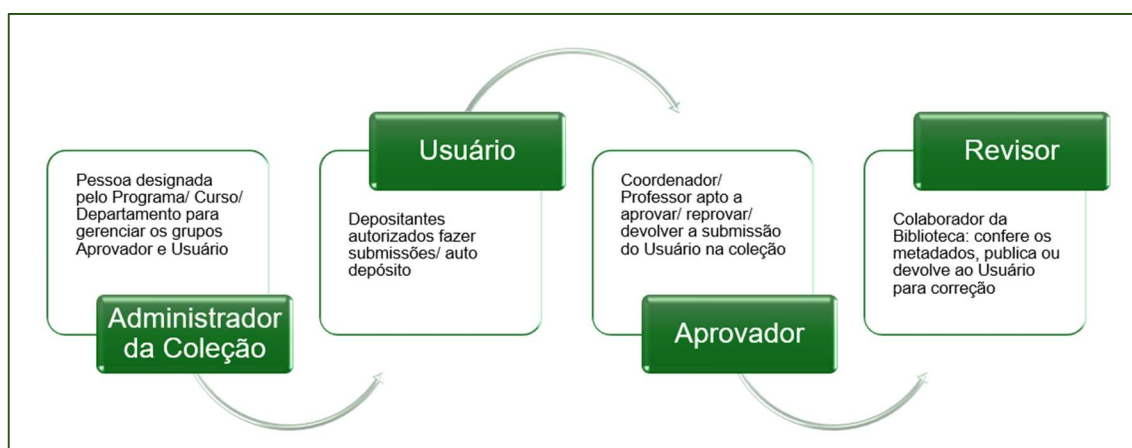 Pessoa designada
pelo Programa/ Curso/
Departamento para
gerenciar os grupos
Aprovador e Usuário
Administrador
da Coleção
Usuário
Depositantes
autorizados fazer
submissões/ auto
depósito
Coordenador/
Professor apto a
aprovar/ reprovar/
devolver a submissão
do Usuário na coleção
Aprovador
Revisor
Colaborador da
Biblioteca: confere os
metadados, publica ou
devolve ao Usuário
para correção